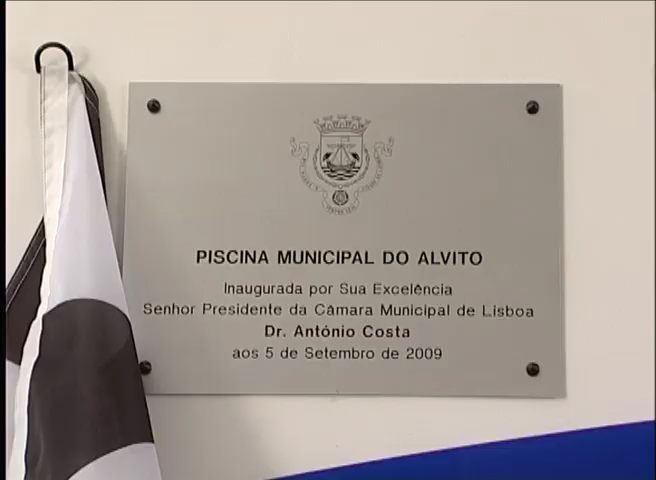 PISCINA MUNICIPAL DO ALVITO
Inaugurada por Sua Excelência
Senhor Presidente da Câmara Municipal de Lisboa
Dr. António Costa
aos 5 de Setembro de 2009